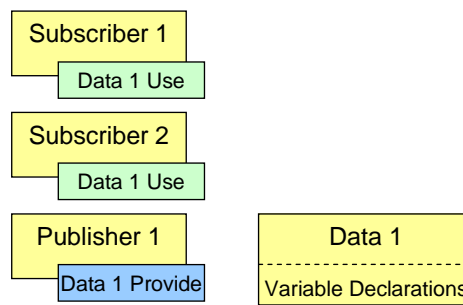 Subscriber 1
Data 1 Use
Subscriber 2
Data 1 Use
Publisher 1
Data 1 Provide
Data 1
Variable Declarations